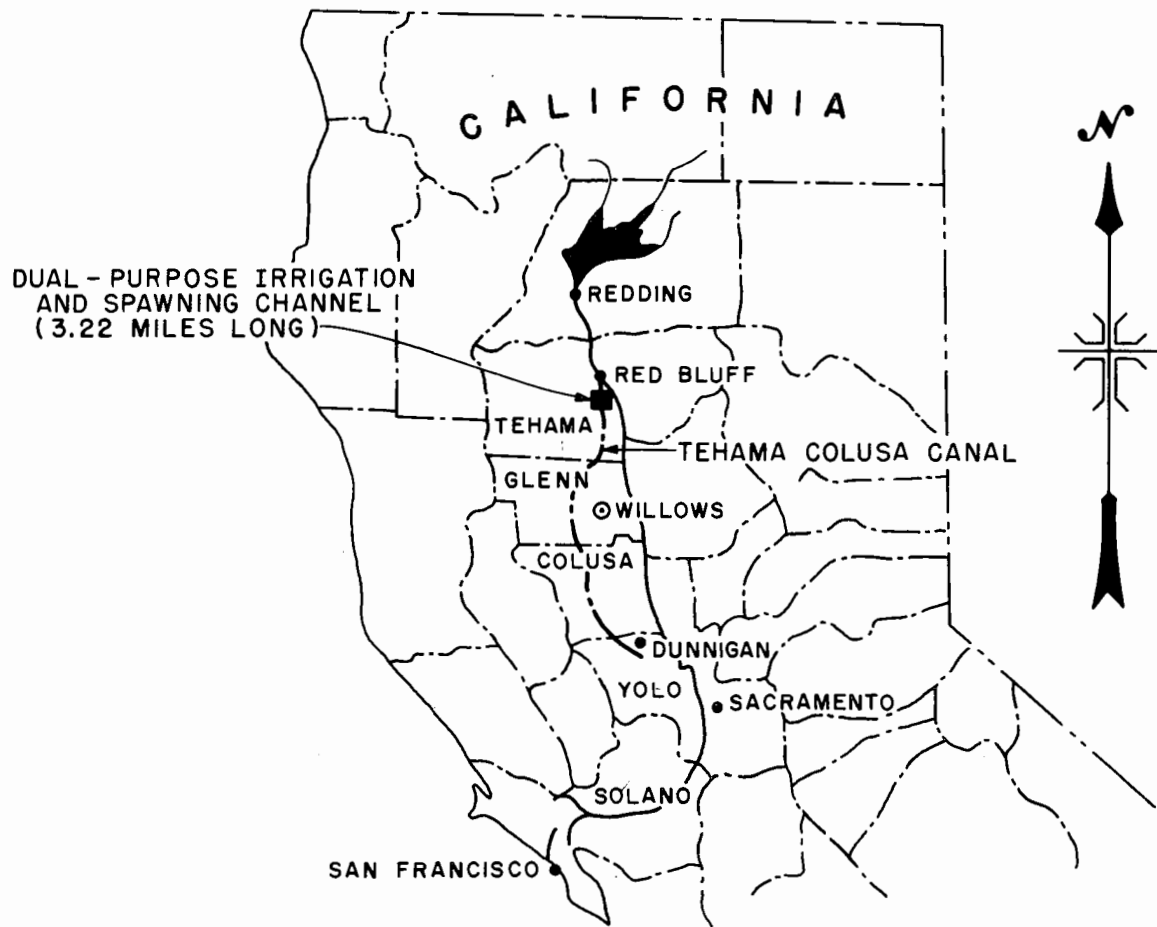 CALIFORNIA
N
DUAL-PURPOSE IRRIGATION
AND SPAWNING CHANNEL
(3.22 MILES LONG)
REDDING
RED BLUFF
TEHAMA
TEHAMA COLUSA CANAL
GLENN
WILLOWS
COLUSA
DUNNIGAN
YOLO
SACRAMENTO
SOLANO
SAN FRANCISCO